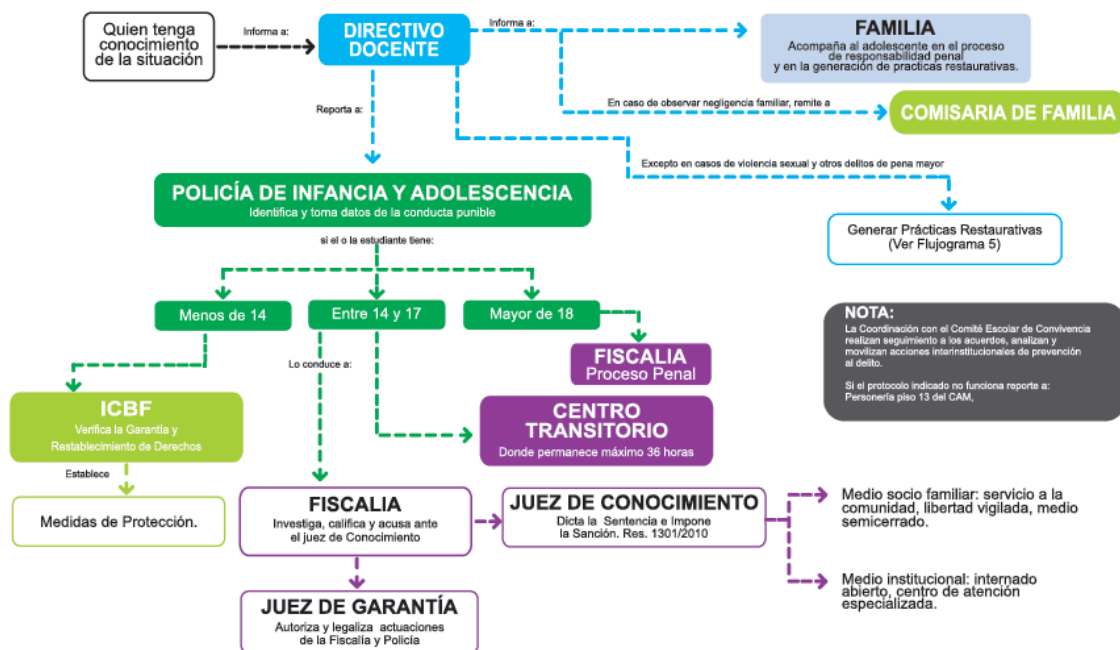 Quien tenga
conocimiento
de la situación
Informa a:
DIRECTIVO
DOCENTE
Informa a:
FAMILIA
Acompaña al adolescente en el proceso
de responsabilidad penal
y en la generación de practicas restaurativas.
En caso de observar negligencia familiar, remite a
COMISARIA DE FAMILIA
Reporta a:
Excepto en casos de violencia sexual y otros delitos de pena mayor
POLICÍA DE INFANCIA Y ADOLESCENCIA
Identifica y toma datos de la conducta punible
Generar Prácticas Restaurativas
(Ver Flujograma 5)
si el o la estudiante tiene:
Menos de 14
Entre 14 y 17
Mayor de 18
NOTA:
La Coordinación con el Comité Escolar de Convivencia
realizan seguimiento a los acuerdos, analizan y
movilizan acciones interinstitucionales de prevención
al delito.
Si el protocolo indicado no funciona reporte a:
Personería piso 13 del CAM,
Lo conduce a:
FISCALIA
Proceso Penal
ICBF
Verifica la Garantía y
Restablecimiento de Derechos
CENTRO
TRANSITORIO
Donde permanece máximo 36 horas
Establece
Medidas de Protección.
FISCALIA
Investiga, califica y acusa ante
el juez de Conocimiento
JUEZ DE CONOCIMIENTO
Dicta la Sentencia e Impone
la Sanción. Res. 1301/2010
Medio socio familiar: servicio a la
comunidad, libertad vigilada, medio
semicerrado.
Medio institucional: internado
abierto, centro de atención
especializada.
JUEZ DE GARANTÍA
Autoriza y legaliza actuaciones
de la Fiscalía y Policía